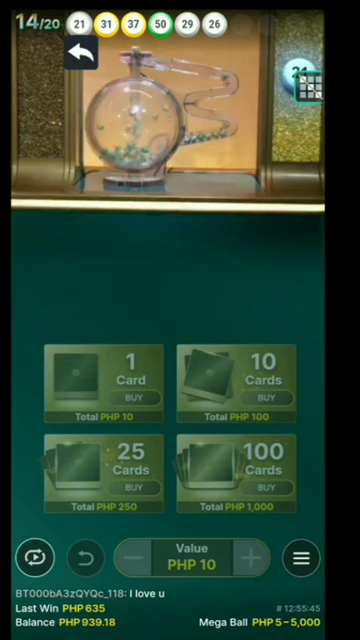 14/20 21 31 37 50 29 26
21
1
Card
BUY
Total PHP 10
10
Cards
BUY
Total PHP 100
25
Cards
BUY
Total PHP 250
100
Cards
BUY
Total PHP 1,000
Value
PHP 10
BT000bA3zQYQc_118: I love u
Last Win PHP 635
# 12:55:45
Balance PHP 939.18
Mega Ball PHP 5–5,000